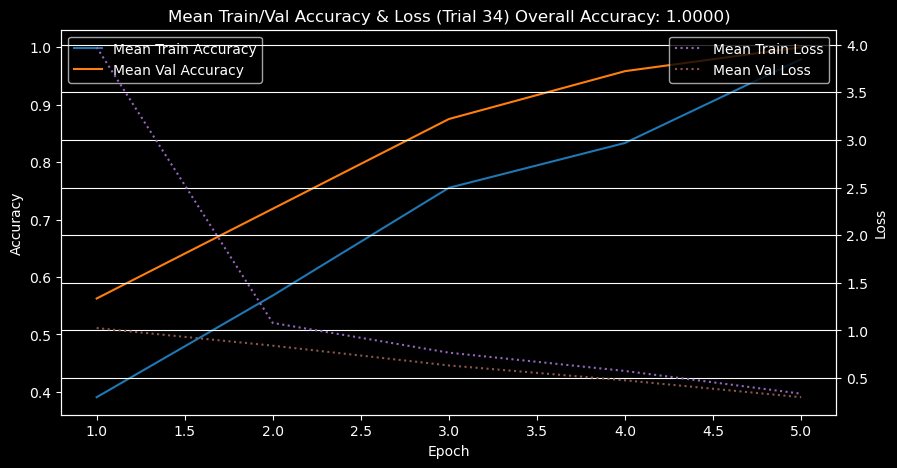 Mean Train/Val Accuracy & Loss (Trial 34) Overall Accuracy: 1.0000)
Mean Train Accuracy
Mean Val Accuracy
Mean Train Loss
Mean Val Loss
1.0
0.9
0.8
0.7
0.6
0.5
0.4
Accuracy
4.0
3.5
3.0
2.5
2.0
1.5
1.0
0.5
Loss
1.0 1.5 2.0 2.5 3.0 3.5 4.0 4.5 5.0
Epoch